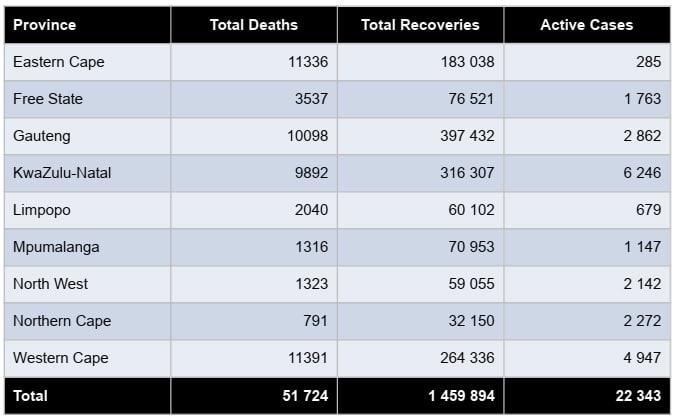 Province Total Deaths Total Recoveries Active Cases
Eastern Cape 11336 183 038 285
Free State 3537 76 521 1 763
Gauteng 10098 397 432 2 862
KwaZulu-Natal 9892 316 307 6 246
Limpopo 2040 60 102 679
Mpumalanga 1316 70 953 1 147
North West 1323 59 055 2 142
Northern Cape 791 32 150 2 272
Western Cape 11391 264 336 4 947
Total 51 724 1 459 894 22 343